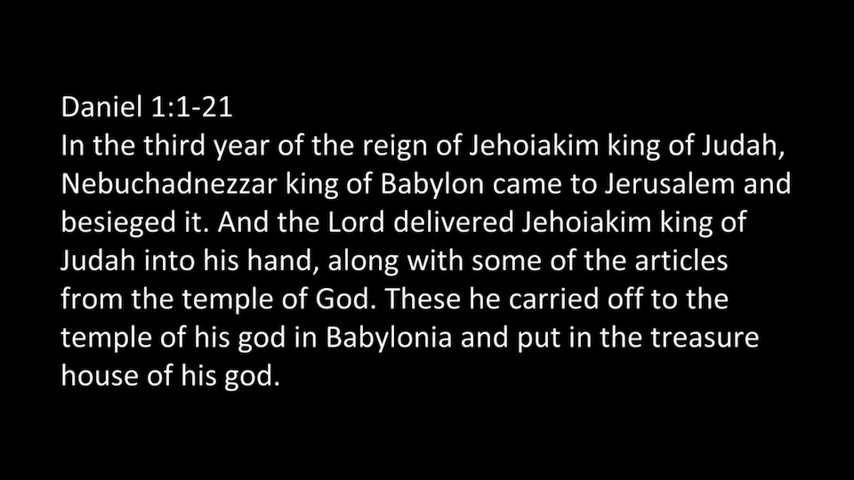 Daniel 1:1-21
In the third year of the reign of Jehoiakim king of Judah,
Nebuchadnezzar king of Babylon came to Jerusalem and
besieged it. And the Lord delivered Jehoiakim king of
Judah into his hand, along with some of the articles
from the temple of God. These he carried off to the
temple of his god in Babylonia and put in the treasure
house of his god.